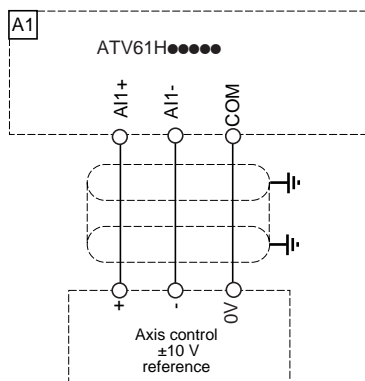 A1
ATV61H●●●●●
AI1+
AI1-
COM
+
-
0V
Axis control
±10 V
reference